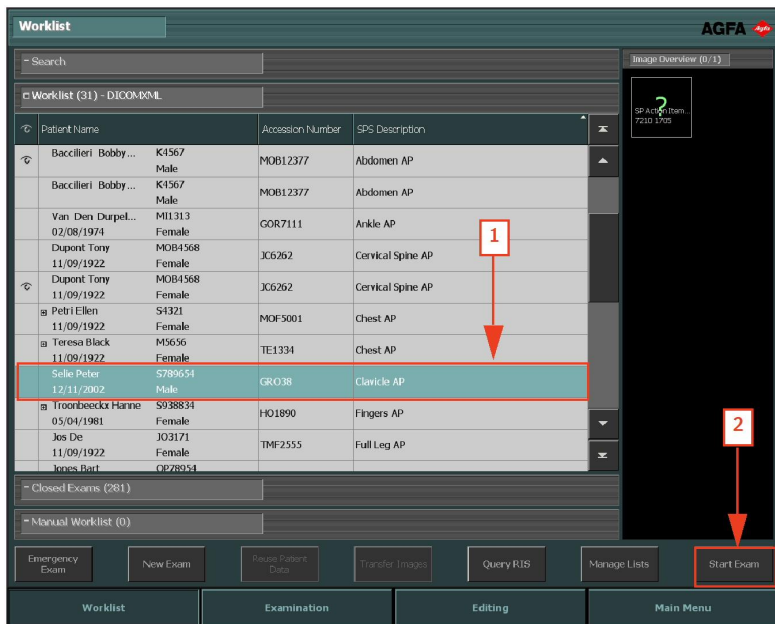 Worklist
AGFA
Agfa
- Search
Image Overview (0/1)
Worklist (31) - DICOMXML
?
SP Action Item...
7210 1705
Patient Name Accession Number SPS Description
Baccilieri Bobby... K4567 MOB12377 Abdomen AP
Male
Baccilieri Bobby... K4567 MOB12377 Abdomen AP
Male
Van Den Durpel... MI1313 GOR7111 Ankle AP
02/08/1974 Female
1
Dupont Tony MOB4568 JC6262 Cervical Spine AP
11/09/1922 Female
Dupont Tony MOB4568 JC6262 Cervical Spine AP
11/09/1922 Female
Petri Ellen S4321 MOF5001 Chest AP
11/09/1922 Female
Teresa Black M5656 TE1334 Chest AP
11/09/1922 Female
Selie Peter S789654 GRO38 Clavicle AP
12/11/2002 Male
Troonbeeckx Hanne S938834 HO1890 Fingers AP
05/04/1981 Female
2
Jos De JO3171 TMF2555 Full Leg AP
11/09/1922 Female
Jones Bart OP78954
- Closed Exams (281)
- Manual Worklist (0)
Emergency Exam New Exam Reuse Patient Data Transfer Images Query RIS Manage Lists Start Exam
Worklist Examination Editing Main Menu